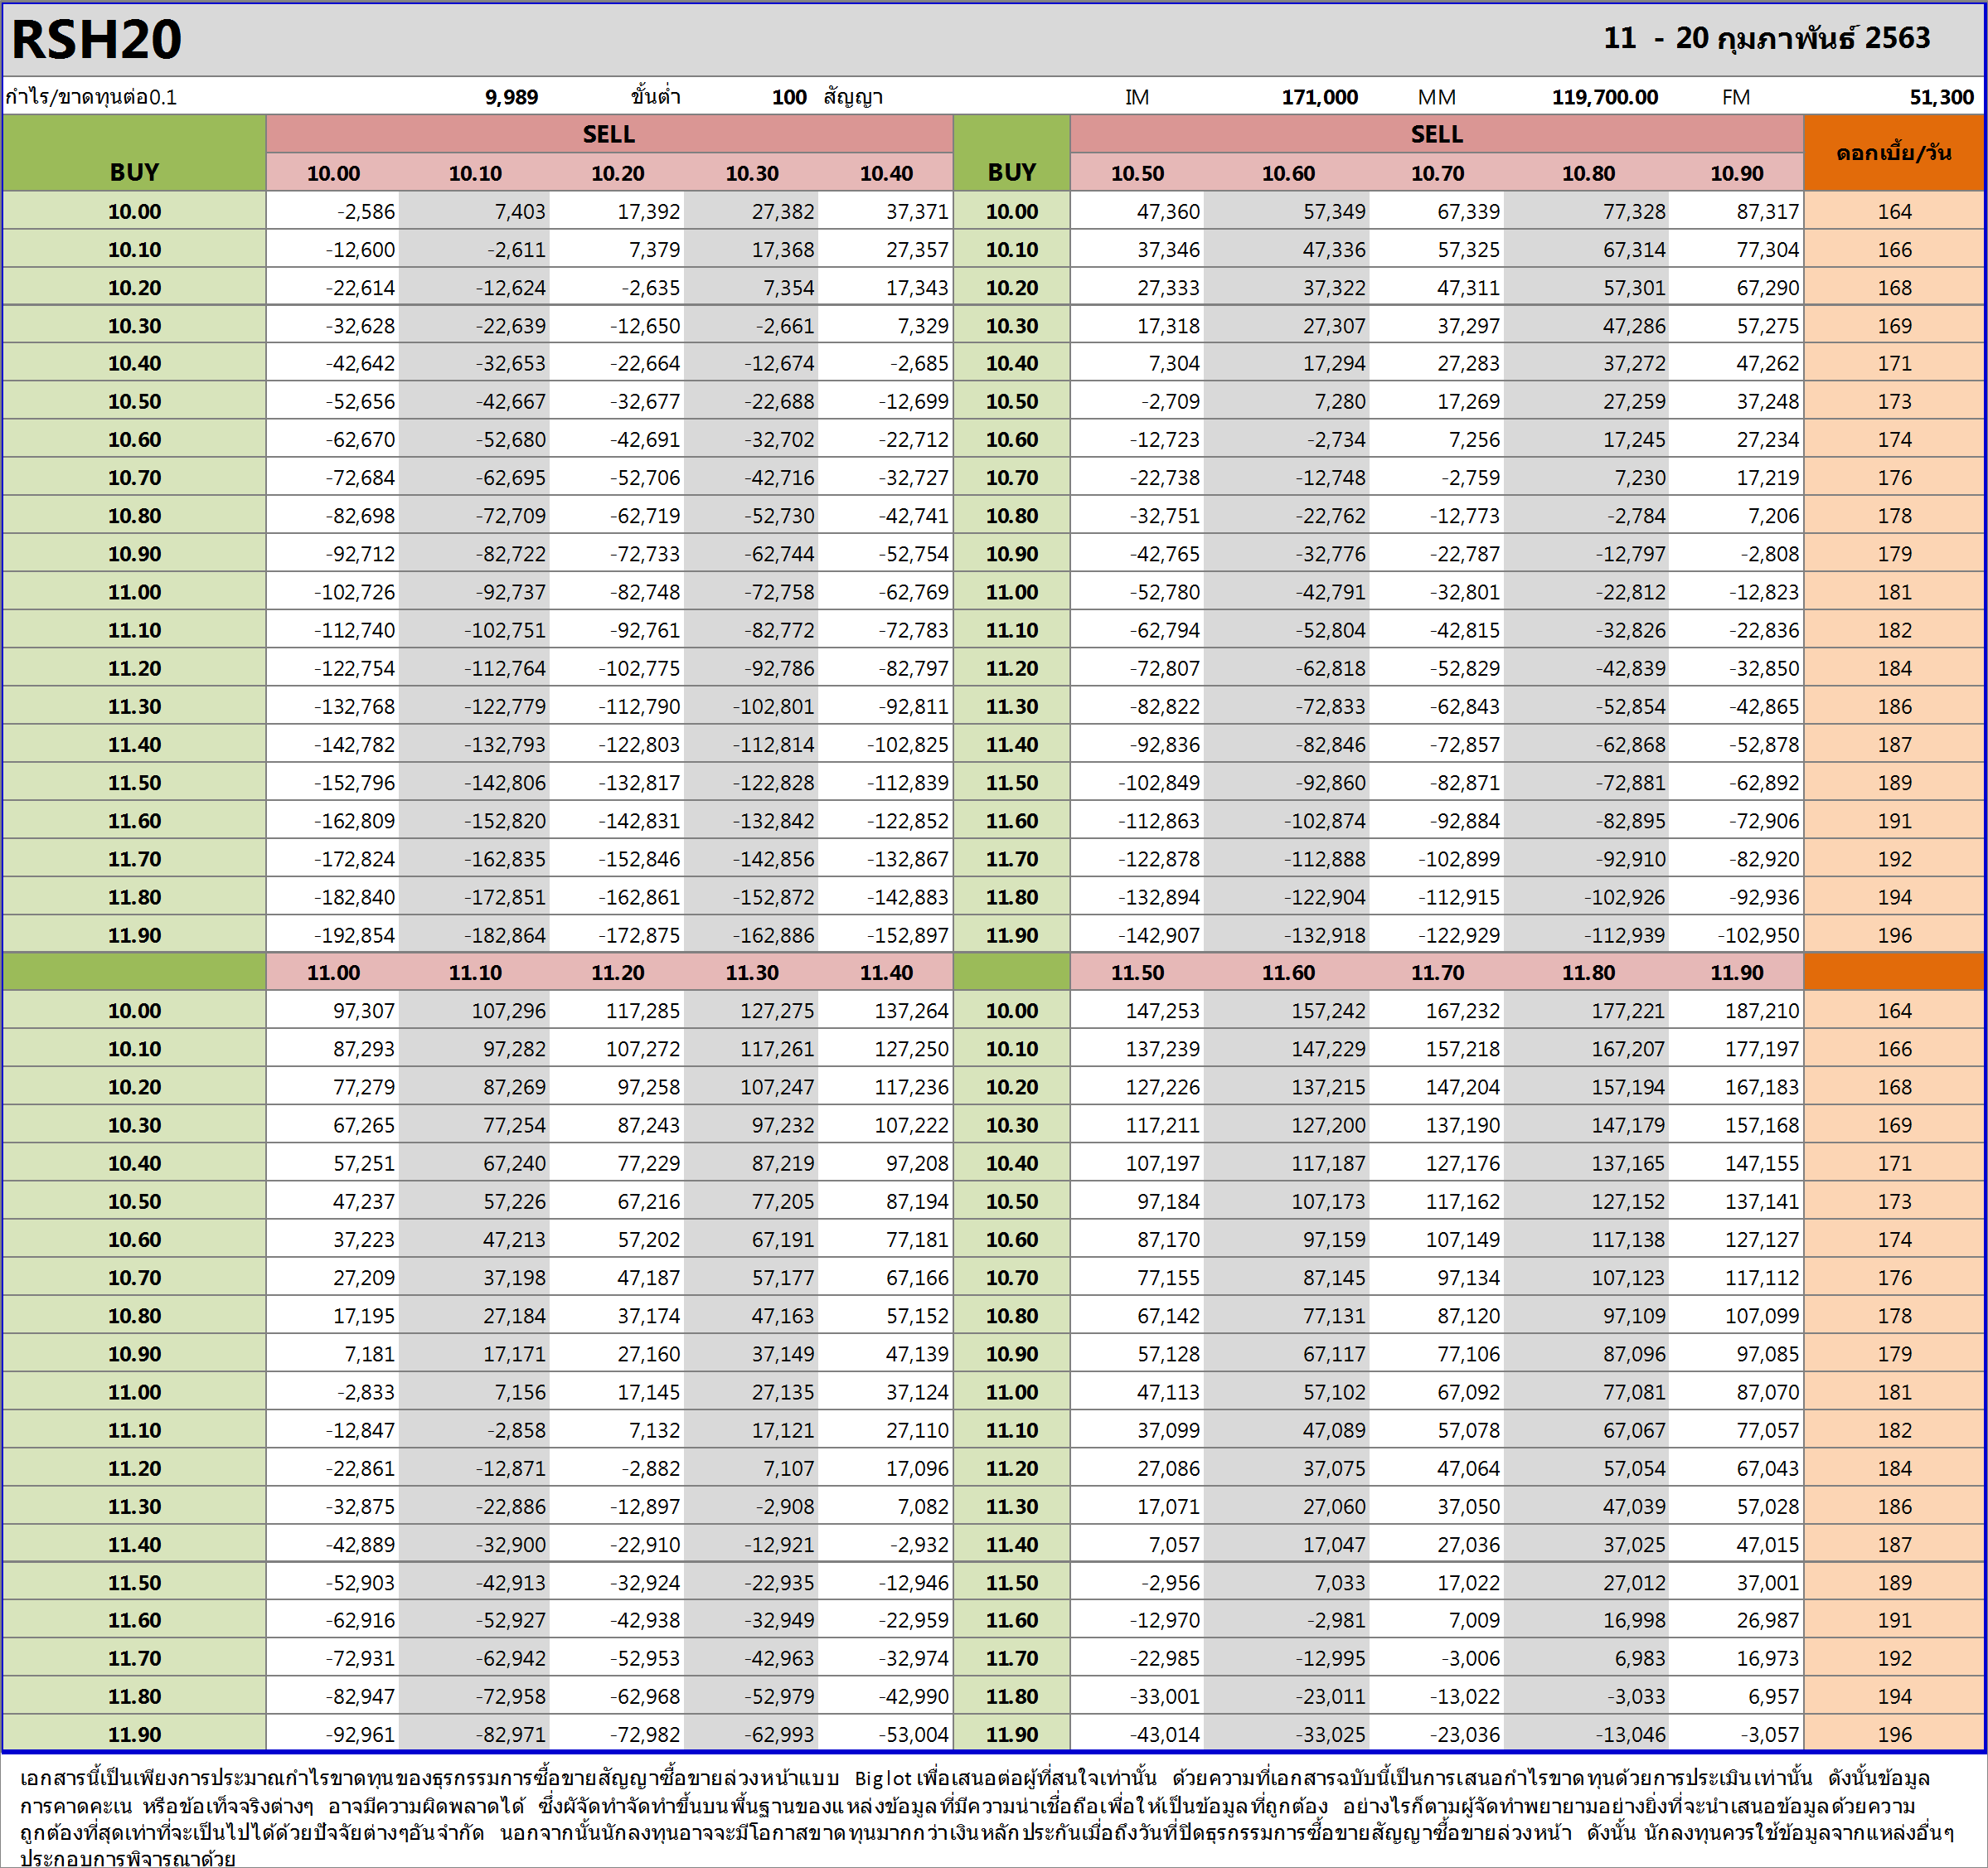 RSH20 11 - 20 กุมภาพันธ์ 2563
กำไร/ขาดทุนต่อ0.1 9,989 ขั้นต่ำ 100 สัญญา IM 171,000 MM 119,700.00 FM 51,300
BUY SELL BUY SELL ดอกเบี้ย/วัน
10.00 10.10 10.20 10.30 10.40 10.50 10.60 10.70 10.80 10.90
10.00 -2,586 7,403 17,392 27,382 37,371 10.00 47,360 57,349 67,339 77,328 87,317 164
10.10 -12,600 -2,611 7,379 17,368 27,357 10.10 37,346 47,336 57,325 67,314 77,304 166
10.20 -22,614 -12,624 -2,635 7,354 17,343 10.20 27,333 37,322 47,311 57,301 67,290 168
10.30 -32,628 -22,639 -12,650 -2,661 7,329 10.30 17,318 27,307 37,297 47,286 57,275 169
10.40 -42,642 -32,653 -22,664 -12,674 -2,685 10.40 7,304 17,294 27,283 37,272 47,262 171
10.50 -52,656 -42,667 -32,677 -22,688 -12,699 10.50 -2,709 7,280 17,269 27,259 37,248 173
10.60 -62,670 -52,680 -42,691 -32,702 -22,712 10.60 -12,723 -2,734 7,256 17,245 27,234 174
10.70 -72,684 -62,695 -52,706 -42,716 -32,727 10.70 -22,738 -12,748 -2,759 7,230 17,219 176
10.80 -82,698 -72,709 -62,719 -52,730 -42,741 10.80 -32,751 -22,762 -12,773 -2,784 7,206 178
10.90 -92,712 -82,722 -72,733 -62,744 -52,754 10.90 -42,765 -32,776 -22,787 -12,797 -2,808 179
11.00 -102,726 -92,737 -82,748 -72,758 -62,769 11.00 -52,780 -42,791 -32,801 -22,812 -12,823 181
11.10 -112,740 -102,751 -92,761 -82,772 -72,783 11.10 -62,794 -52,804 -42,815 -32,826 -22,836 182
11.20 -122,754 -112,764 -102,775 -92,786 -82,797 11.20 -72,807 -62,818 -52,829 -42,839 -32,850 184
11.30 -132,768 -122,779 -112,790 -102,801 -92,811 11.30 -82,822 -72,833 -62,843 -52,854 -42,865 186
11.40 -142,782 -132,793 -122,803 -112,814 -102,825 11.40 -92,836 -82,846 -72,857 -62,868 -52,878 187
11.50 -152,796 -142,806 -132,817 -122,828 -112,839 11.50 -102,849 -92,860 -82,871 -72,881 -62,892 189
11.60 -162,809 -152,820 -142,831 -132,842 -122,852 11.60 -112,863 -102,874 -92,884 -82,895 -72,906 191
11.70 -172,824 -162,835 -152,846 -142,856 -132,867 11.70 -122,878 -112,888 -102,899 -92,910 -82,920 192
11.80 -182,840 -172,851 -162,861 -152,872 -142,883 11.80 -132,894 -122,904 -112,915 -102,926 -92,936 194
11.90 -192,854 -182,864 -172,875 -162,886 -152,897 11.90 -142,907 -132,918 -122,929 -112,939 -102,950 196
11.00 11.10 11.20 11.30 11.40 11.50 11.60 11.70 11.80 11.90
10.00 97,307 107,296 117,285 127,275 137,264 10.00 147,253 157,242 167,232 177,221 187,210 164
10.10 87,293 97,282 107,272 117,261 127,250 10.10 137,239 147,229 157,218 167,207 177,197 166
10.20 77,279 87,269 97,258 107,247 117,236 10.20 127,226 137,215 147,204 157,194 167,183 168
10.30 67,265 77,254 87,243 97,232 107,222 10.30 117,211 127,200 137,190 147,179 157,168 169
10.40 57,251 67,240 77,229 87,219 97,208 10.40 107,197 117,187 127,176 137,165 147,155 171
10.50 47,237 57,226 67,216 77,205 87,194 10.50 97,184 107,173 117,162 127,152 137,141 173
10.60 37,223 47,213 57,202 67,191 77,181 10.60 87,170 97,159 107,149 117,138 127,127 174
10.70 27,209 37,198 47,187 57,177 67,166 10.70 77,155 87,145 97,134 107,123 117,112 176
10.80 17,195 27,184 37,174 47,163 57,152 10.80 67,142 77,131 87,120 97,109 107,099 178
10.90 7,181 17,171 27,160 37,149 47,139 10.90 57,128 67,117 77,106 87,096 97,085 179
11.00 -2,833 7,156 17,145 27,135 37,124 11.00 47,113 57,102 67,092 77,081 87,070 181
11.10 -12,847 -2,858 7,132 17,121 27,110 11.10 37,099 47,089 57,078 67,067 77,057 182
11.20 -22,861 -12,871 -2,882 7,107 17,096 11.20 27,086 37,075 47,064 57,054 67,043 184
11.30 -32,875 -22,886 -12,897 -2,908 7,082 11.30 17,071 27,060 37,050 47,039 57,028 186
11.40 -42,889 -32,900 -22,910 -12,921 -2,932 11.40 7,057 17,047 27,036 37,025 47,015 187
11.50 -52,903 -42,913 -32,924 -22,935 -12,946 11.50 -2,956 7,033 17,022 27,012 37,001 189
11.60 -62,916 -52,927 -42,938 -32,949 -22,959 11.60 -12,970 -2,981 7,009 16,998 26,987 191
11.70 -72,931 -62,942 -52,953 -42,963 -32,974 11.70 -22,985 -12,995 -3,006 6,983 16,973 192
11.80 -82,947 -72,958 -62,968 -52,979 -42,990 11.80 -33,001 -23,011 -13,022 -3,033 6,957 194
11.90 -92,961 -82,971 -72,982 -62,993 -53,004 11.90 -43,014 -33,025 -23,036 -13,046 -3,057 196
เอกสารนี้เป็นเพียงการประมาณกำไรขาดทุนของธุรกรรมการซื้อขายสัญญาซื้อขายล่วงหน้าแบบ Biglot เพื่อเสนอต่อผู้ที่สนใจเท่านั้น ด้วยความที่เอกสารฉบับนี้เป็นการเสนอกำไรขาดทุนด้วยการประเมินเท่านั้น ดังนั้นข้อมูล
การคาดคะเน หรือข้อเท็จจริงต่างๆ อาจมีความผิดพลาดได้ ซึ่งผู้จัดทำจัดทำขึ้นบนพื้นฐานของแหล่งข้อมูลที่มีความน่าเชื่อถือเพื่อให้เป็นข้อมูลที่ถูกต้อง อย่างไรก็ตามผู้จัดทำพยายามอย่างยิ่งที่จะนำเสนอข้อมูลด้วยความ
ถูกต้องที่สุดเท่าที่จะเป็นไปได้ด้วยปัจจัยต่างๆอันจำกัด นอกจากนั้นนักลงทุนอาจจะมีโอกาสขาดทุนมากกว่าเงินหลักประกันเมื่อถึงวันที่ปิดธุรกรรมการซื้อขายสัญญาซื้อขายล่วงหน้า ดังนั้น นักลงทุนควรใช้ข้อมูลจากแหล่งอื่นๆ
ประกอบการพิจารณาด้วย